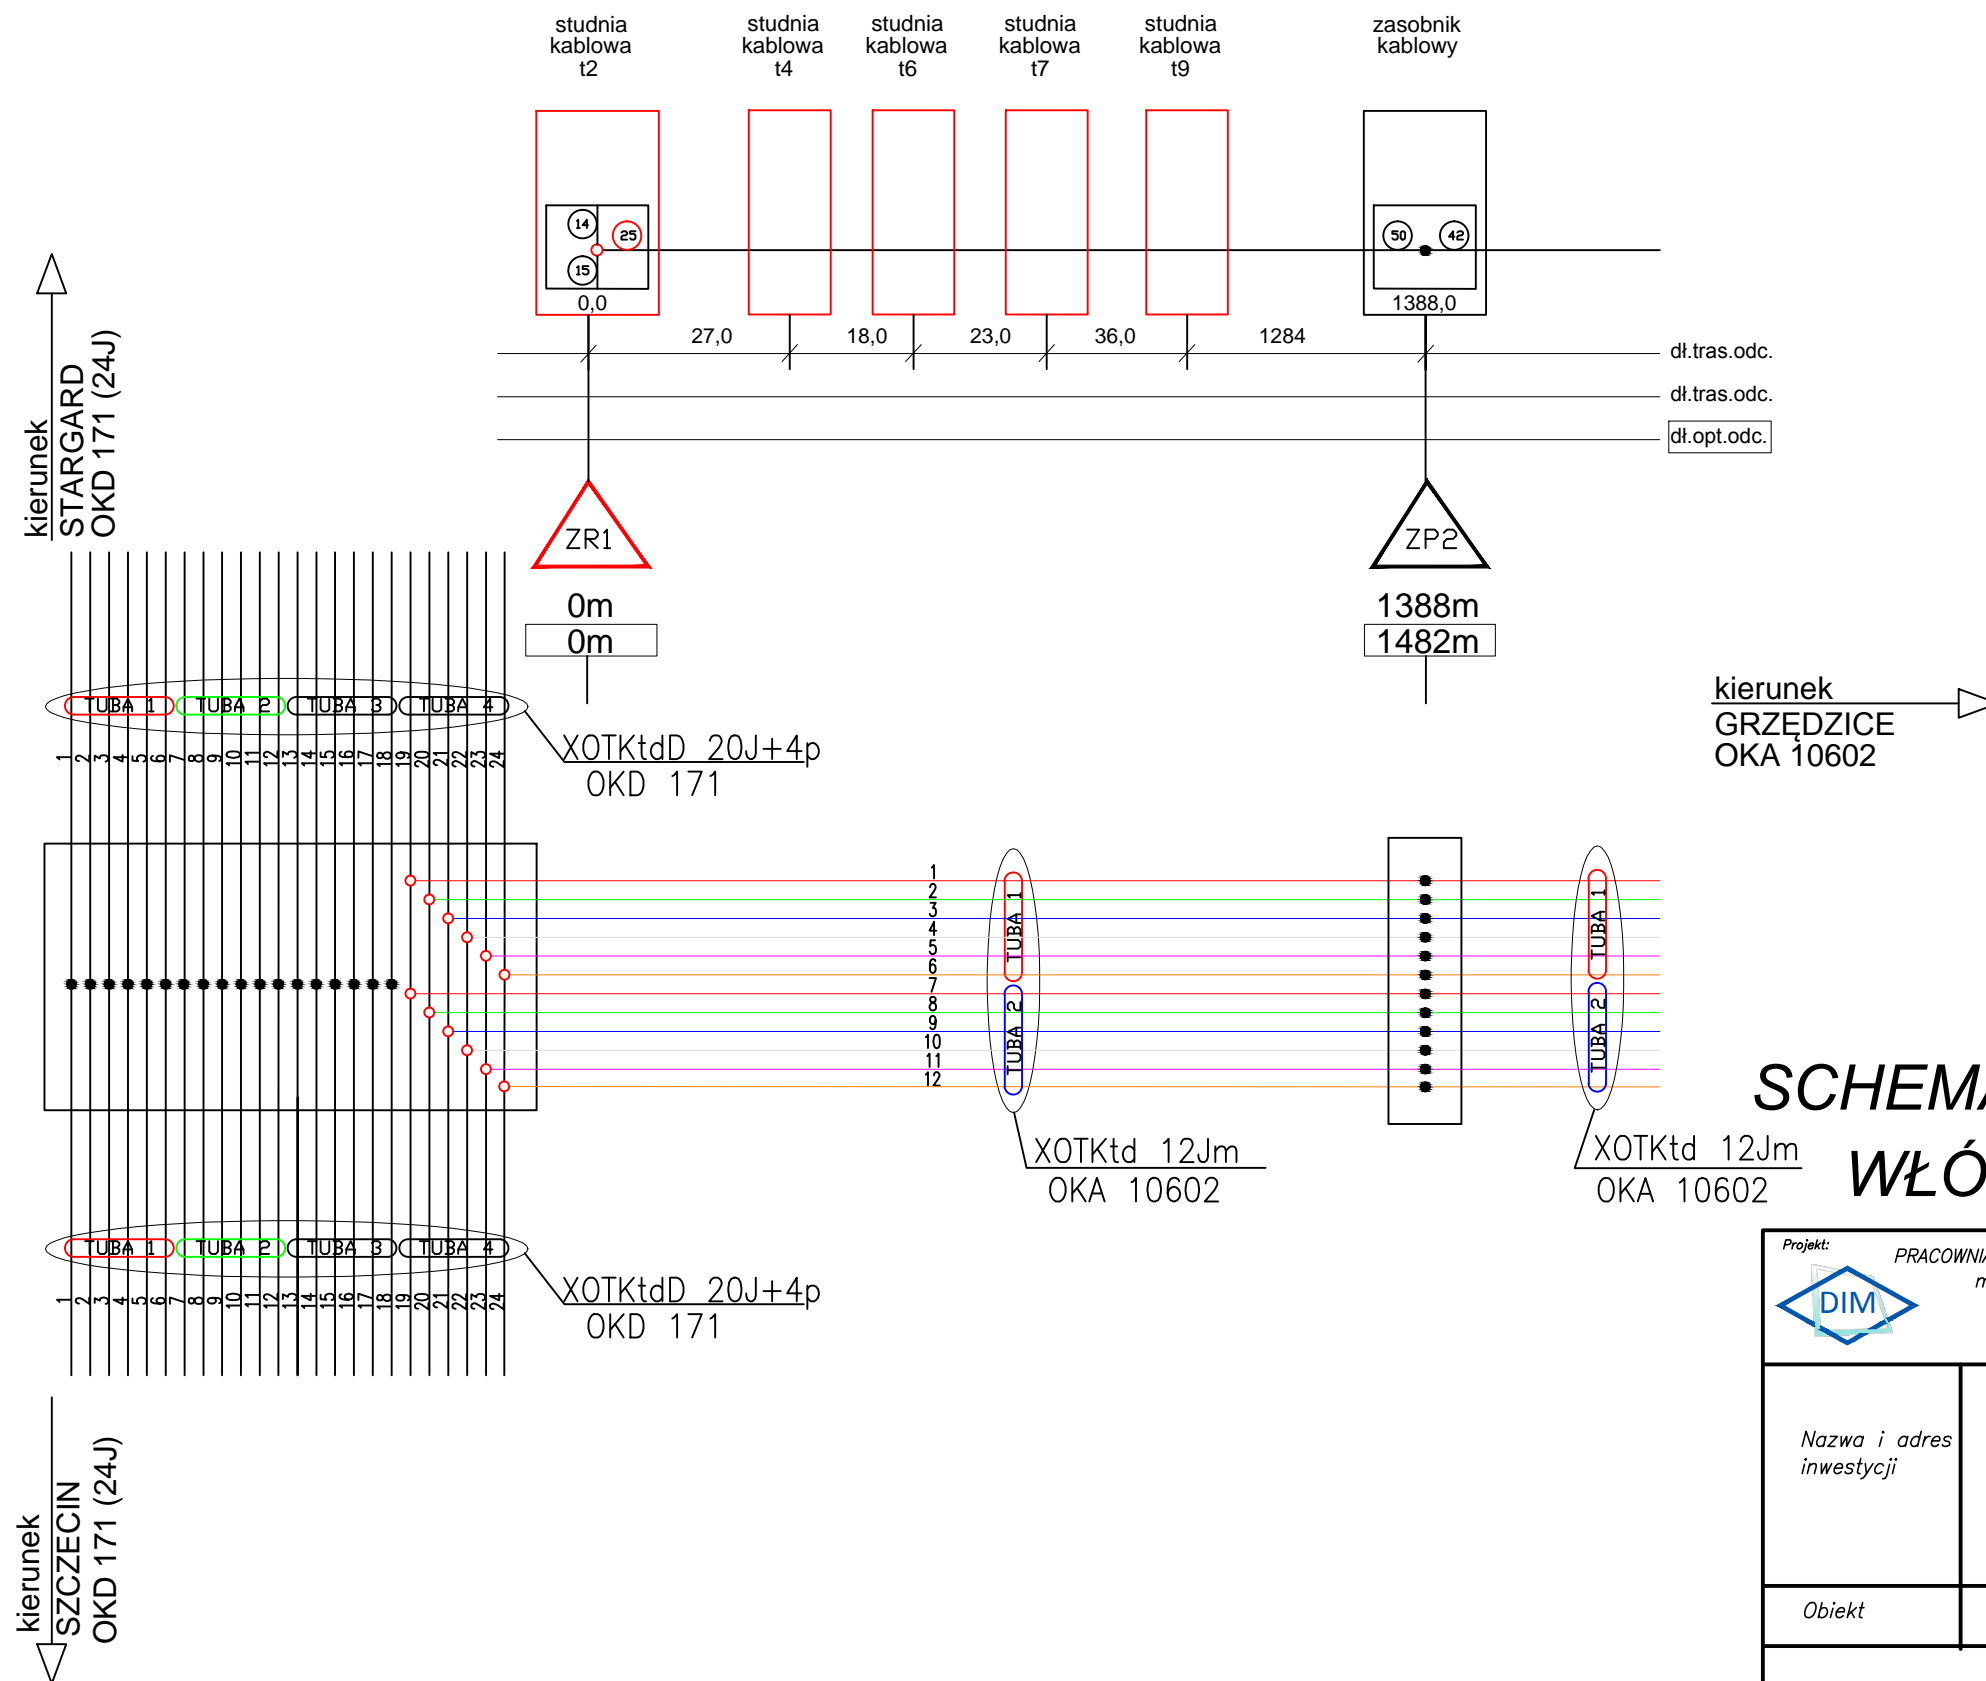 studnia
kablowa
t2
studnia
kablowa
t4
studnia
kablowa
t6
studnia
kablowa
t7
studnia
kablowa
t9
zasobnik
kablowy
14
25
15
0,0
50
42
1388,0
27,0
18,0
23,0
36,0
1284
dł.tras.odc.
dł.tras.odc.
dł.opt.odc.
kierunek
STARGARD
OKD 171 (24J)
ZR1
ZP2
0m
0m
1388m
1482m
TUBA 1
TUBA 2
TUBA 3
TUBA 4
1 2 3 4 5 6 7 8 9 10 11 12 13 14 15 16 17 18 19 20 21 22 23 24
XOTKtdD 20J+4p
OKD 171
kierunek
GRZĘDZICE
OKA 10602
1
2
3
4
5
6
7
8
9
10
11
12
TUBA 1
TUBA 2
TUBA 1
TUBA 2
XOTKtd 12Jm
OKA 10602
XOTKtd 12Jm
OKA 10602
TUBA 1
TUBA 2
TUBA 3
TUBA 4
1 2 3 4 5 6 7 8 9 10 11 12 13 14 15 16 17 18 19 20 21 22 23 24
XOTKtdD 20J+4p
OKD 171
kierunek
SZCZECIN
OKD 171 (24J)
SCHEMA
WŁÓ
Projekt:
PRACOWNIA
m
DIM
Nazwa i adres
inwestycji
Obiekt